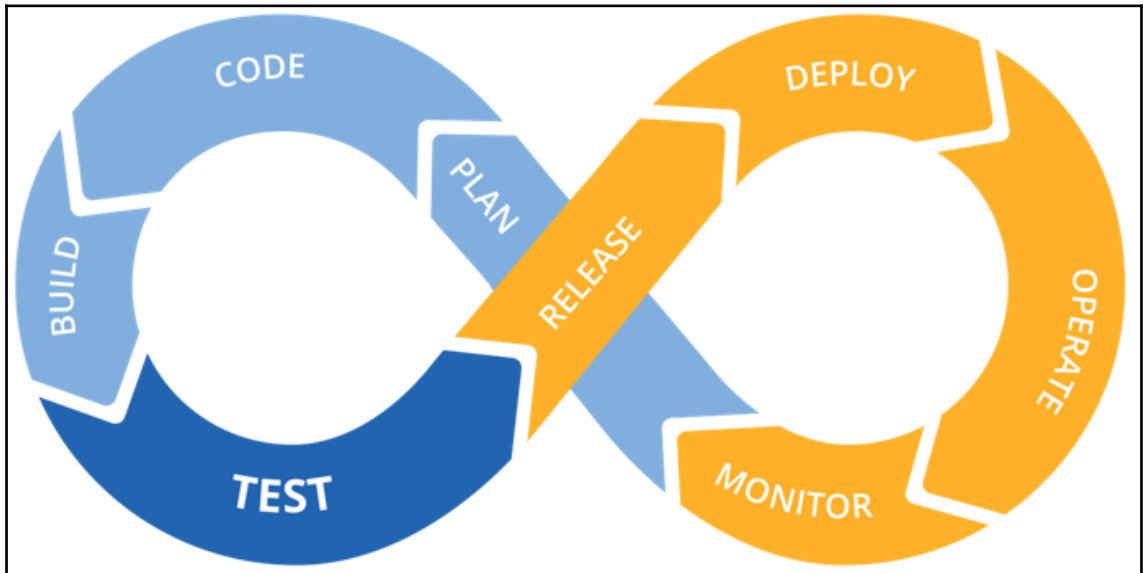 CODE
DEPLOY
PLAN
BUILD
RELEASE
OPERATE
TEST
MONITOR